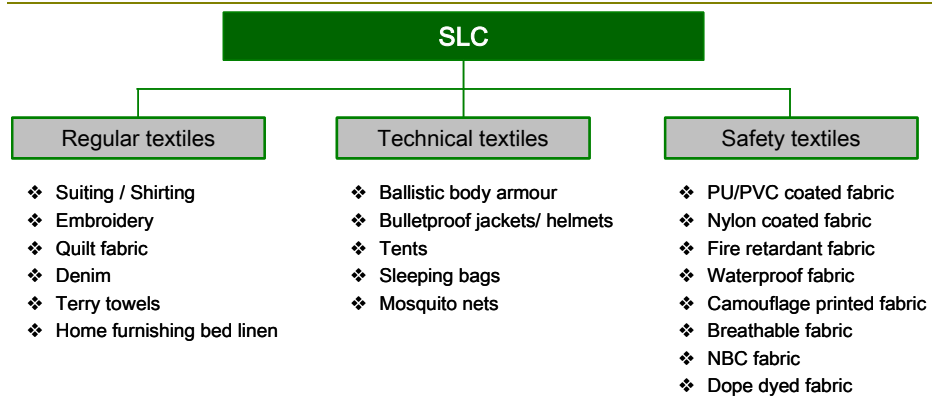 SLC
Regular textiles
❖ Suiting / Shirting
❖ Embroidery
❖ Quilt fabric
❖ Denim
❖ Terry towels
❖ Home furnishing bed linen
Technical textiles
❖ Ballistic body armour
❖ Bulletproof jackets/ helmets
❖ Tents
❖ Sleeping bags
❖ Mosquito nets
Safety textiles
❖ PU/PVC coated fabric
❖ Nylon coated fabric
❖ Fire retardant fabric
❖ Waterproof fabric
❖ Camouflage printed fabric
❖ Breathable fabric
❖ NBC fabric
❖ Dope dyed fabric